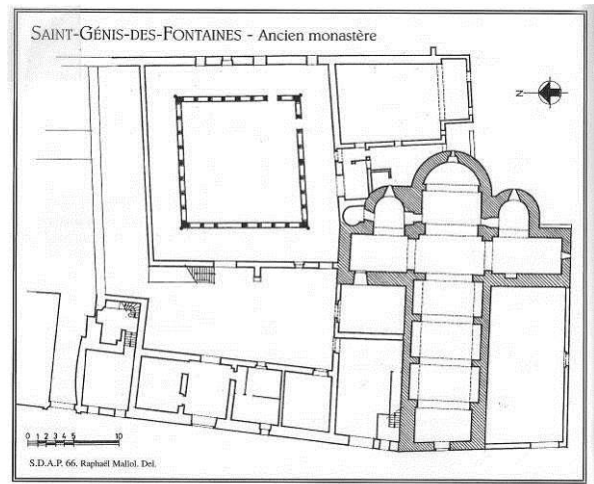 SAINT-GÉNIS-DES-FONTAINES - Ancien monastère
N
0 1 2 3 4 5 10
S.D.A.P. 66. Raphaël Mallol. Del.